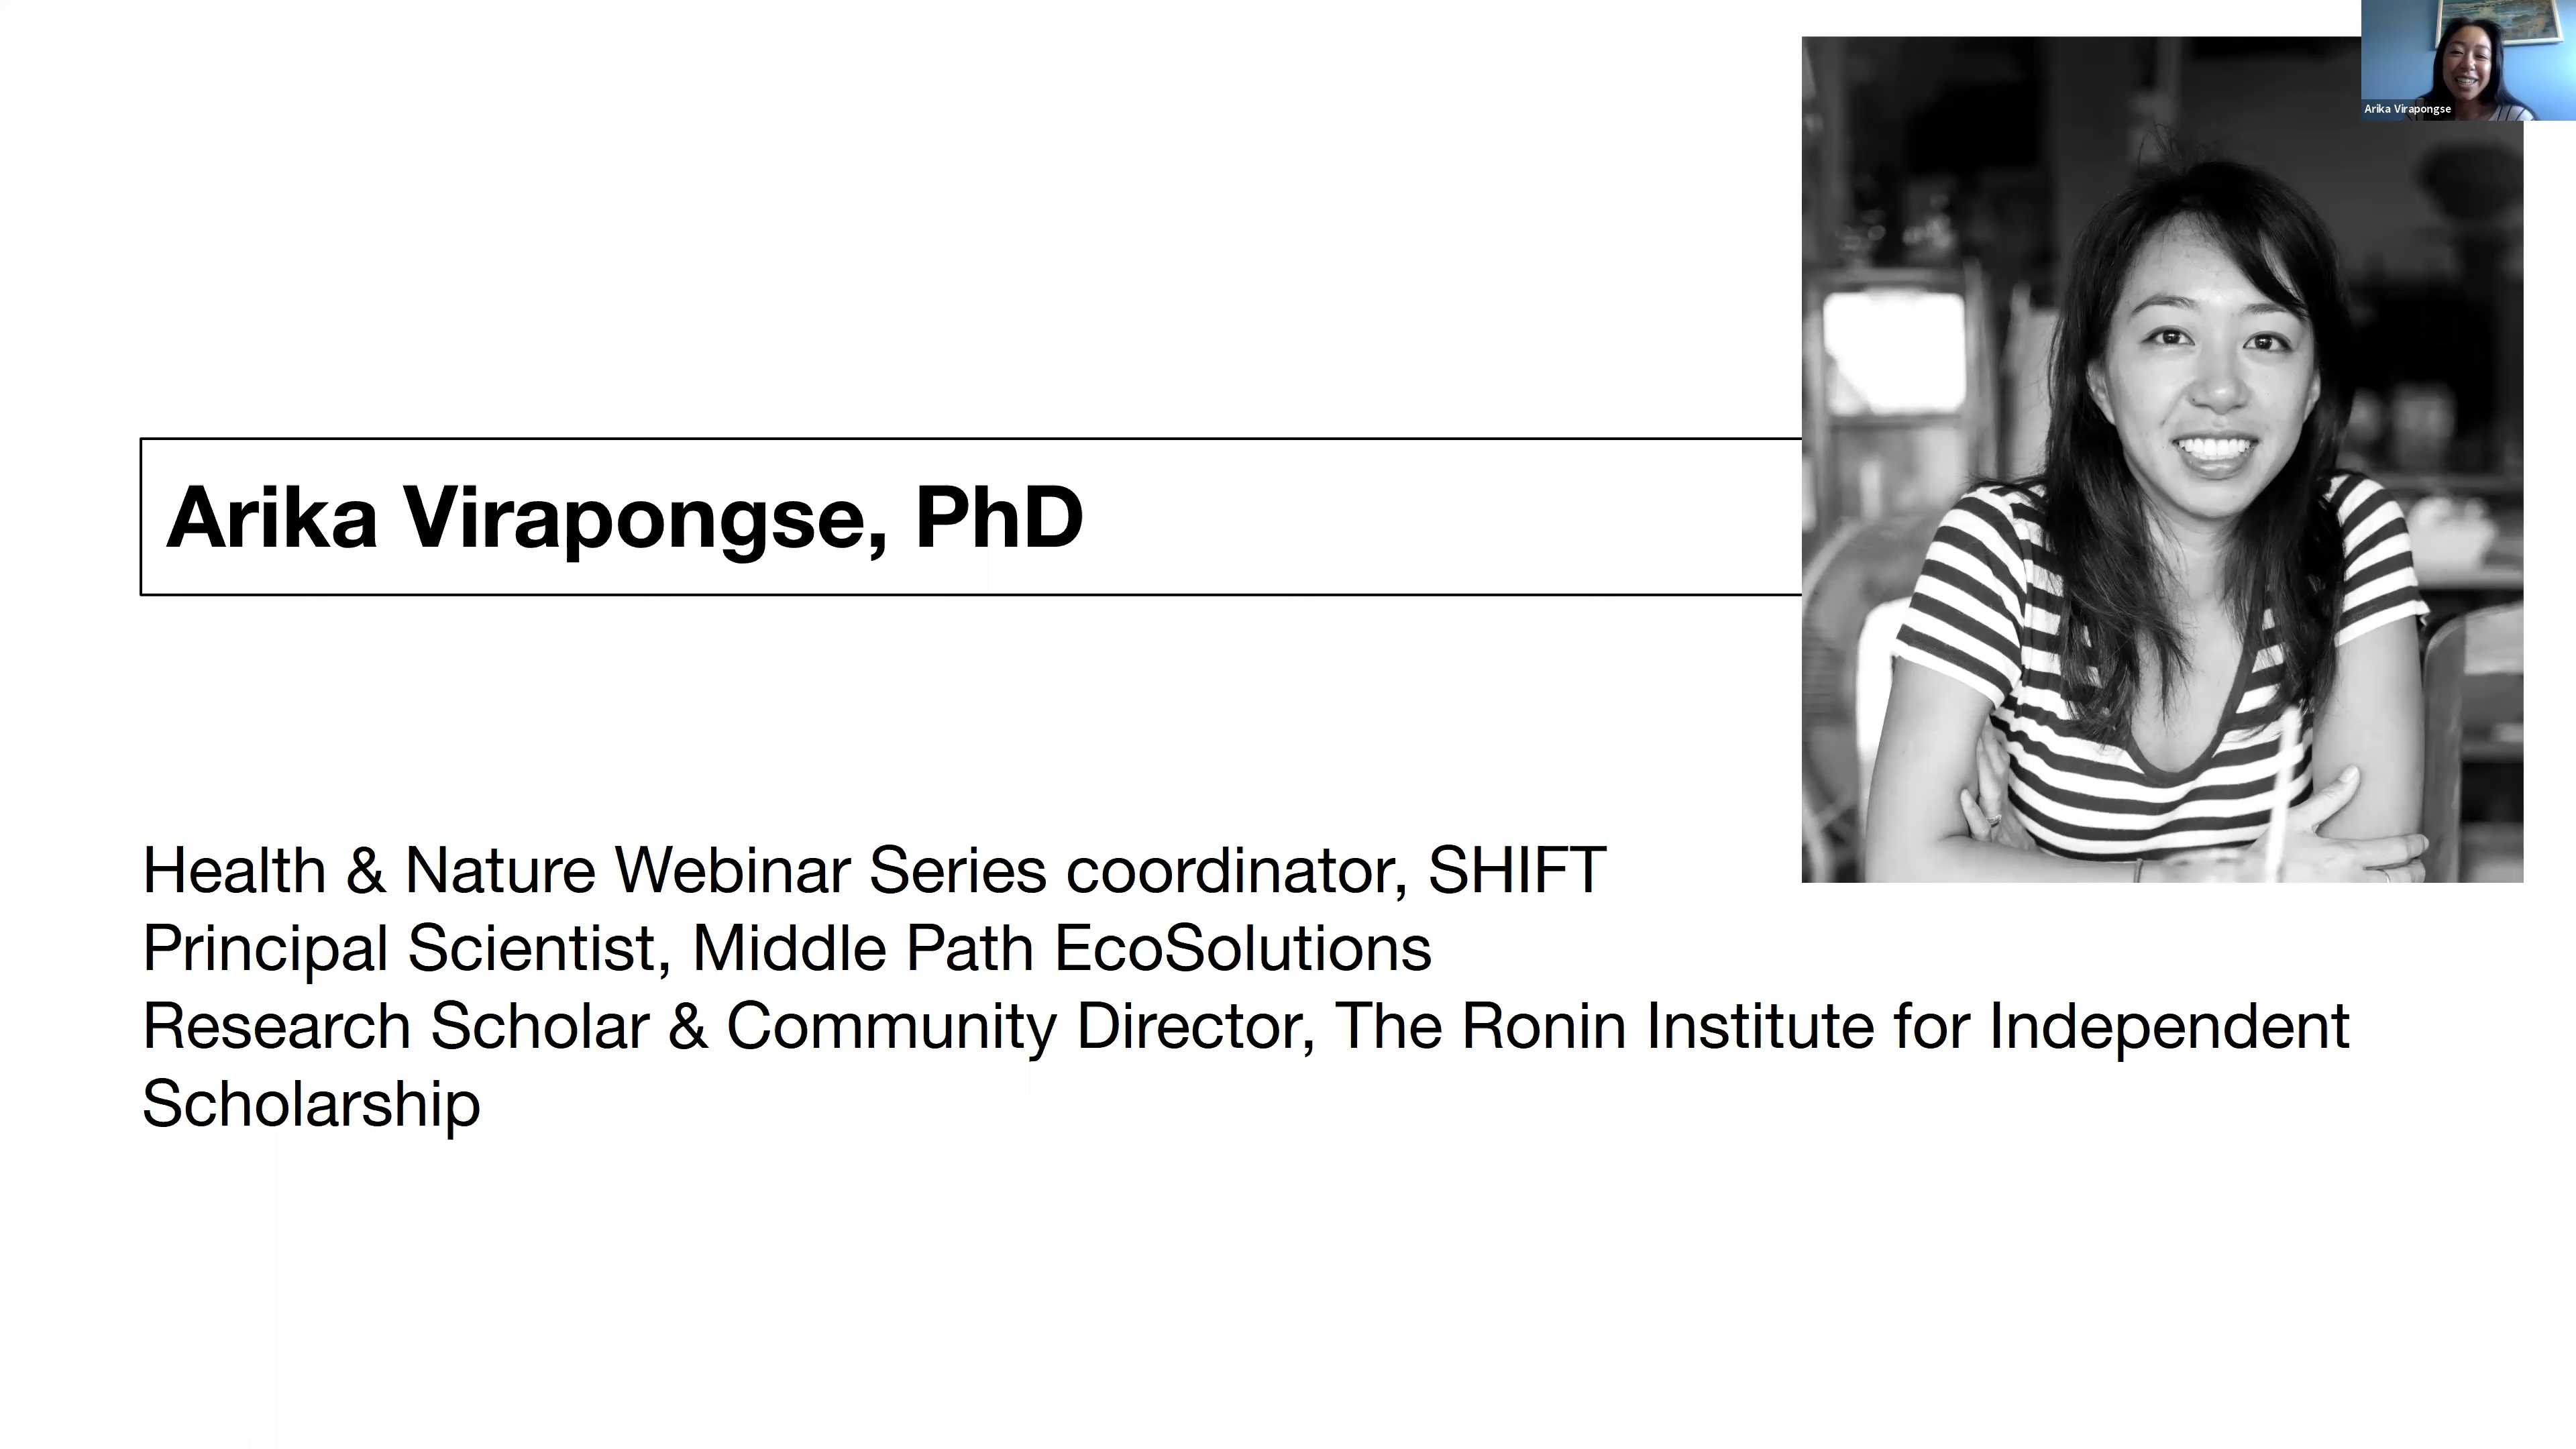 Arika Virapongse
Arika Virapongse, PhD
Health & Nature Webinar Series coordinator, SHIFT
Principal Scientist, Middle Path EcoSolutions
Research Scholar & Community Director, The Ronin Institute for Independent
Scholarship